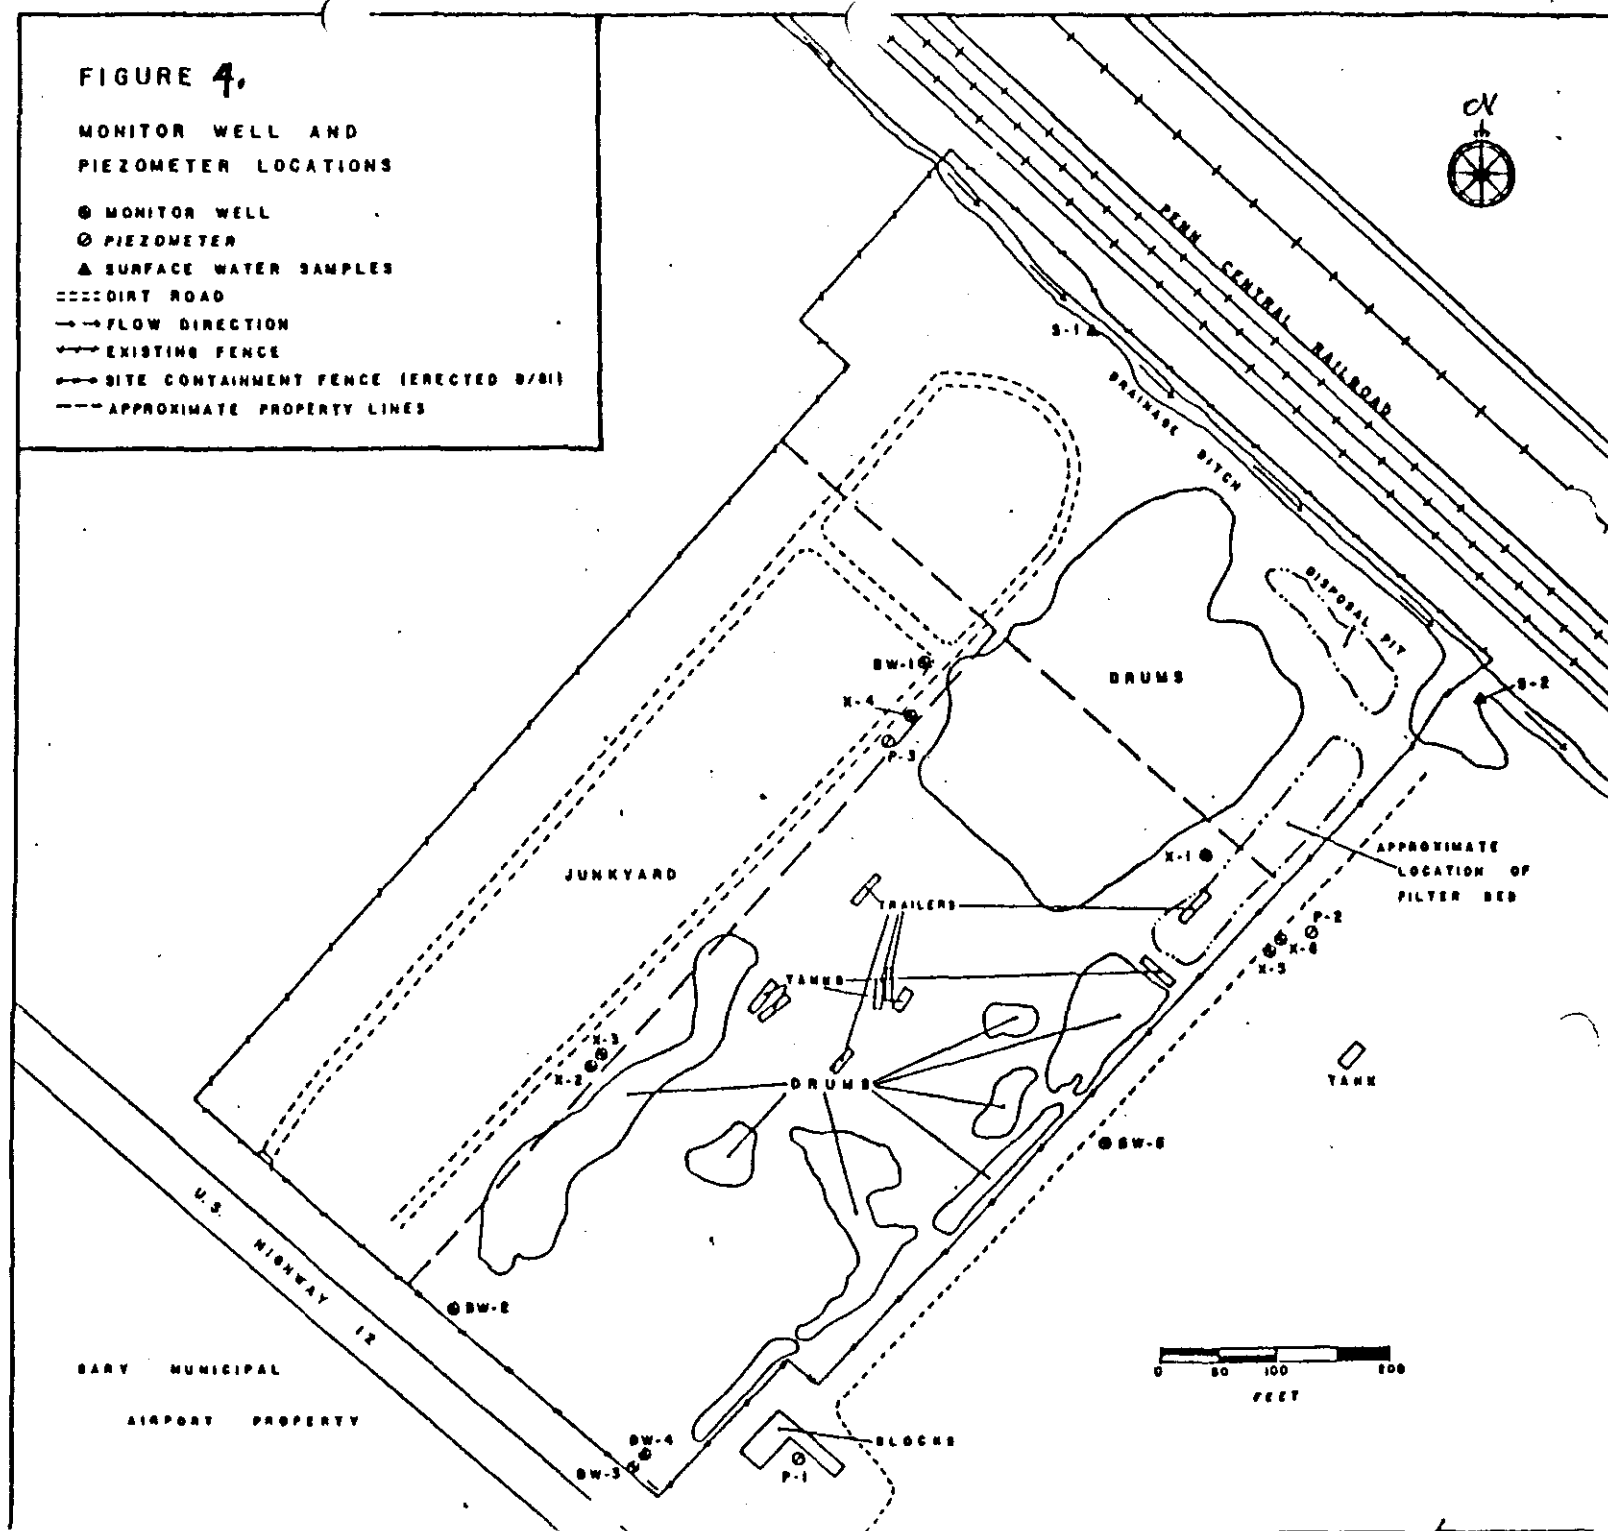 FIGURE 4.
MONITOR WELL AND
PIEZOMETER LOCATIONS
MONITOR WELL
PIEZOMETER
SURFACE WATER SAMPLES
DIRT ROAD
FLOW DIRECTION
EXISTING FENCE
SITE CONTAINMENT FENCE (ERECTED 9/81)
APPROXIMATE PROPERTY LINES
N
PENN CENTRAL RAILROAD
S-1
DRAINAGE DITCH
DISPOSAL PIT
S-2
DRUMS
BW-1
X-4
P-3
JUNKYARD
X-1
APPROXIMATE
LOCATION OF
FILTER BED
TRAILERS
P-2
X-6
X-5
TANKS
X-3
X-2
DRUMS
TANK
BW-6
U.S. HIGHWAY 12
BW-2
GARY MUNICIPAL
AIRPORT PROPERTY
0 50 100 200
FEET
BW-4
BW-3
BLOCKS
P-1